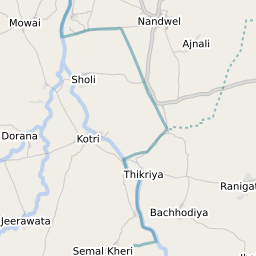 Mowai
Nandwel
Ajnali
Sholi
Dorana
Kotri
Thikriya
Ranigat
Bachhodiya
Jeerawata
Semal Kheri